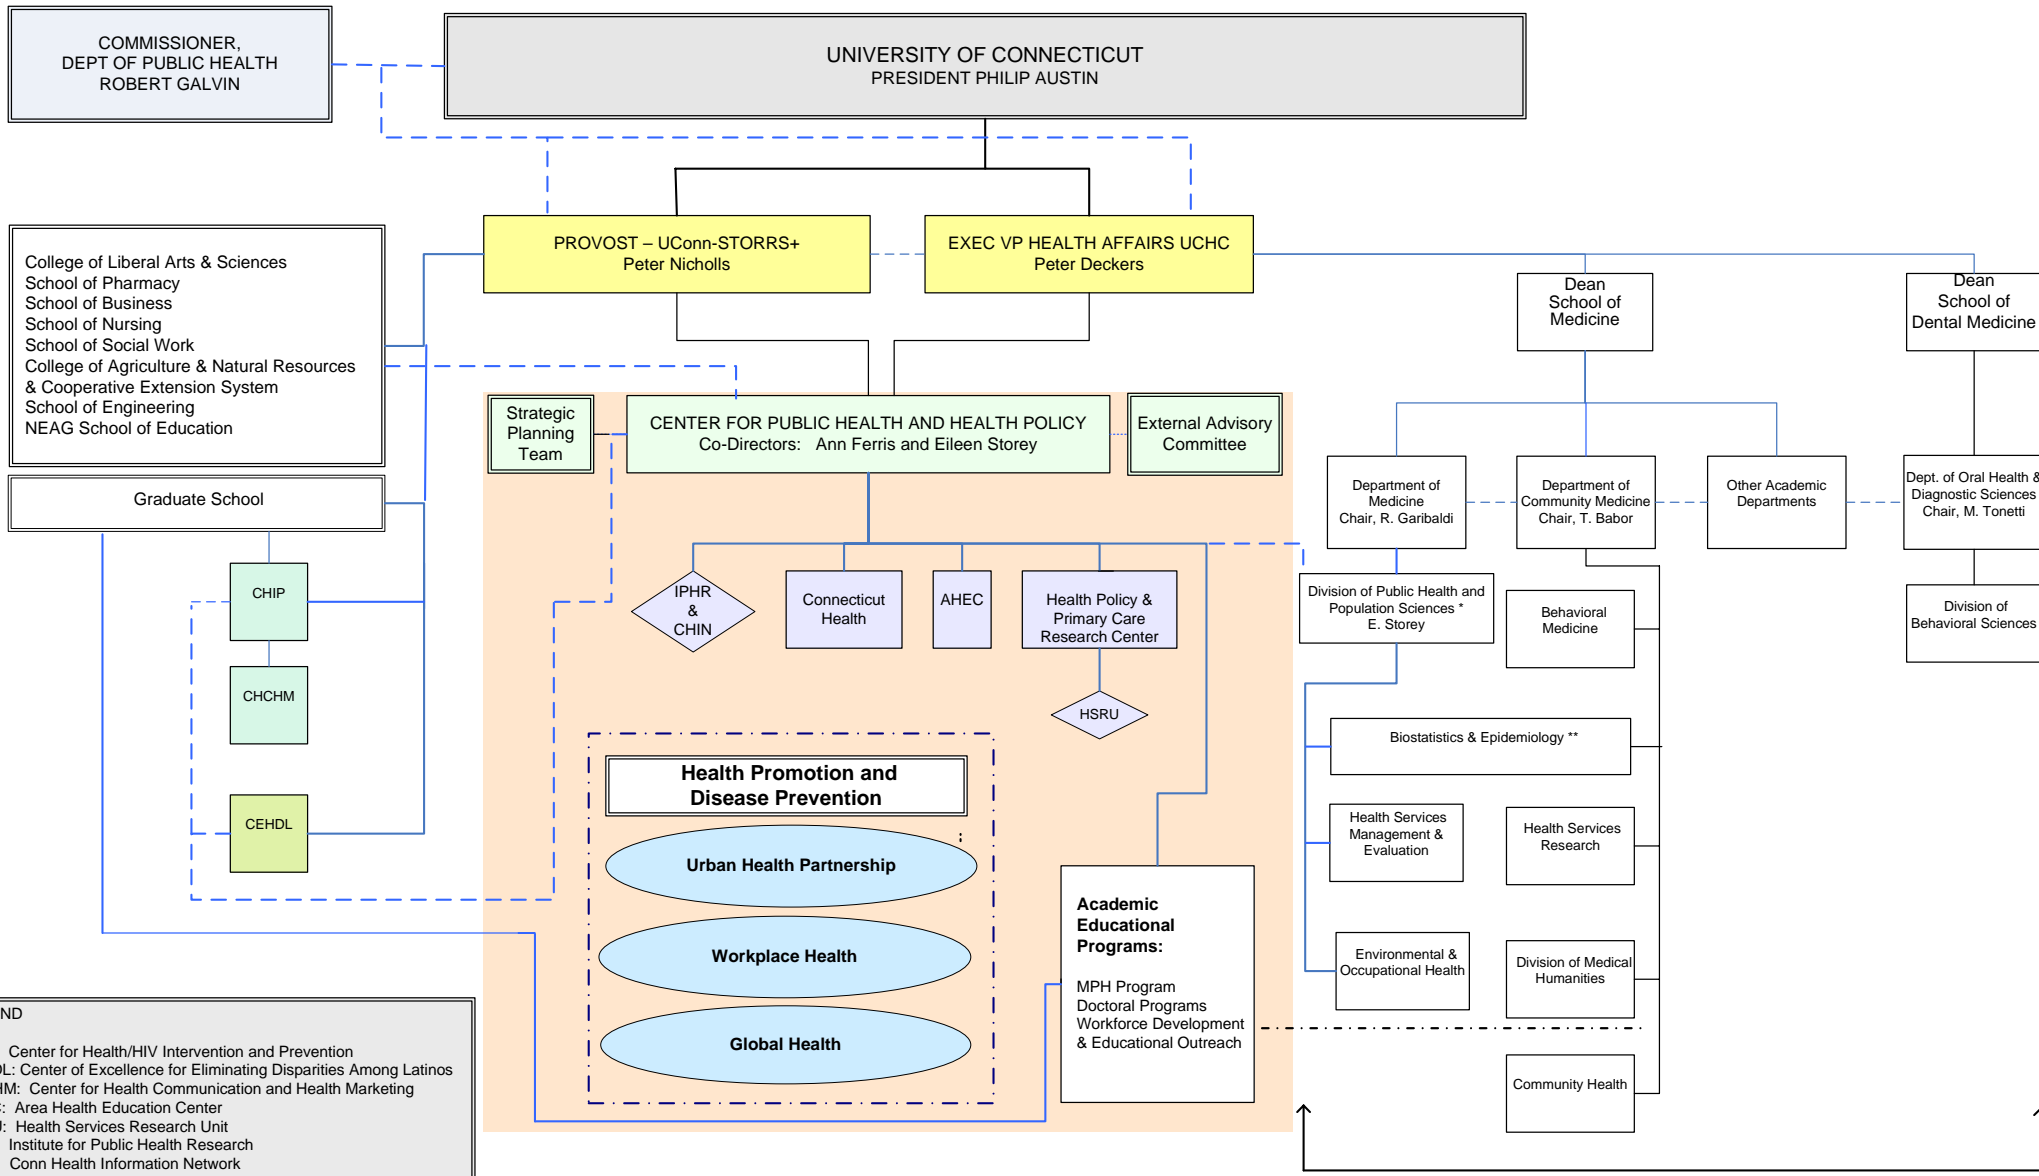 COMMISSIONER,
DEPT OF PUBLIC HEALTH
ROBERT GALVIN
UNIVERSITY OF CONNECTICUT
PRESIDENT PHILIP AUSTIN
PROVOST – UConn-STORRS+
Peter Nicholls
EXEC VP HEALTH AFFAIRS UCHC
Peter Deckers
College of Liberal Arts & Sciences
School of Pharmacy
School of Business
School of Nursing
School of Social Work
College of Agriculture & Natural Resources
& Cooperative Extension System
School of Engineering
NEAG School of Education
Dean
School of
Medicine
Dean
School of
Dental Medicine
Strategic
Planning
Team
CENTER FOR PUBLIC HEALTH AND HEALTH POLICY
Co-Directors: Ann Ferris and Eileen Storey
External Advisory
Committee
Graduate School
Department of
Medicine
Chair, R. Garibaldi
Department of
Community Medicine
Chair, T. Babor
Other Academic
Departments
Dept. of Oral Health &
Diagnostic Sciences
Chair, M. Tonetti
CHIP
CHCHM
CEHDL
IPHR
&
CHIN
Connecticut
Health
AHEC
Health Policy &
Primary Care
Research Center
HSRU
Division of Public Health and
Population Sciences *
E. Storey
Behavioral
Medicine
Division of
Behavioral Sciences
Biostatistics & Epidemiology **
Health Services
Management &
Evaluation
Health Services
Research
Environmental &
Occupational Health
Division of Medical
Humanities
Community Health
Health Promotion and
Disease Prevention
Urban Health Partnership
Workplace Health
Global Health
Academic
Educational
Programs:
MPH Program
Doctoral Programs
Workforce Development
& Educational Outreach
ND
Center for Health/HIV Intervention and Prevention
DL: Center of Excellence for Eliminating Disparities Among Latinos
HM: Center for Health Communication and Health Marketing
C: Area Health Education Center
U: Health Services Research Unit
Institute for Public Health Research
Conn Health Information Network